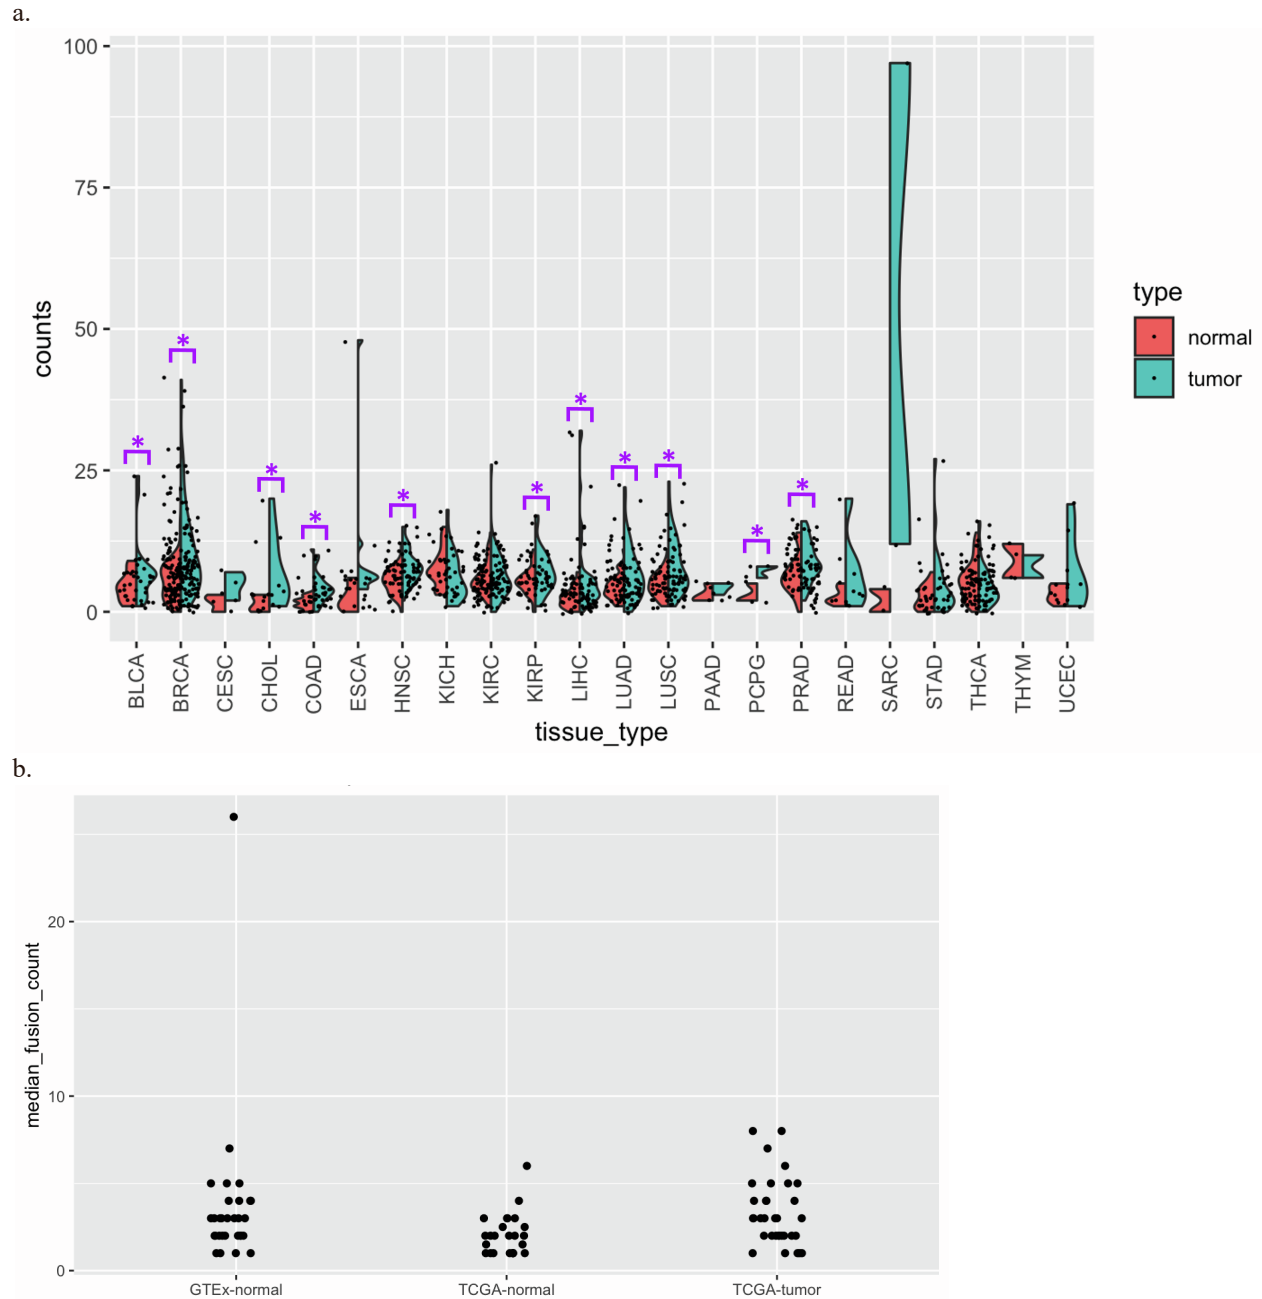 a.
100
75
50
25
0
counts
*
*
*
*
*
*
*
*
*
*
*
BLCA
BRCA
CESC
CHOL
COAD
ESCA
HNSC
KICH
KIRC
KIRP
LIHC
LUAD
LUSC
PAAD
PCPG
PRAD
READ
SARC
STAD
THCA
THYM
UCEC
tissue_type
type
normal
tumor
b.
20
10
0
median_fusion_count
GTEx-normal
TCGA-normal
TCGA-tumor